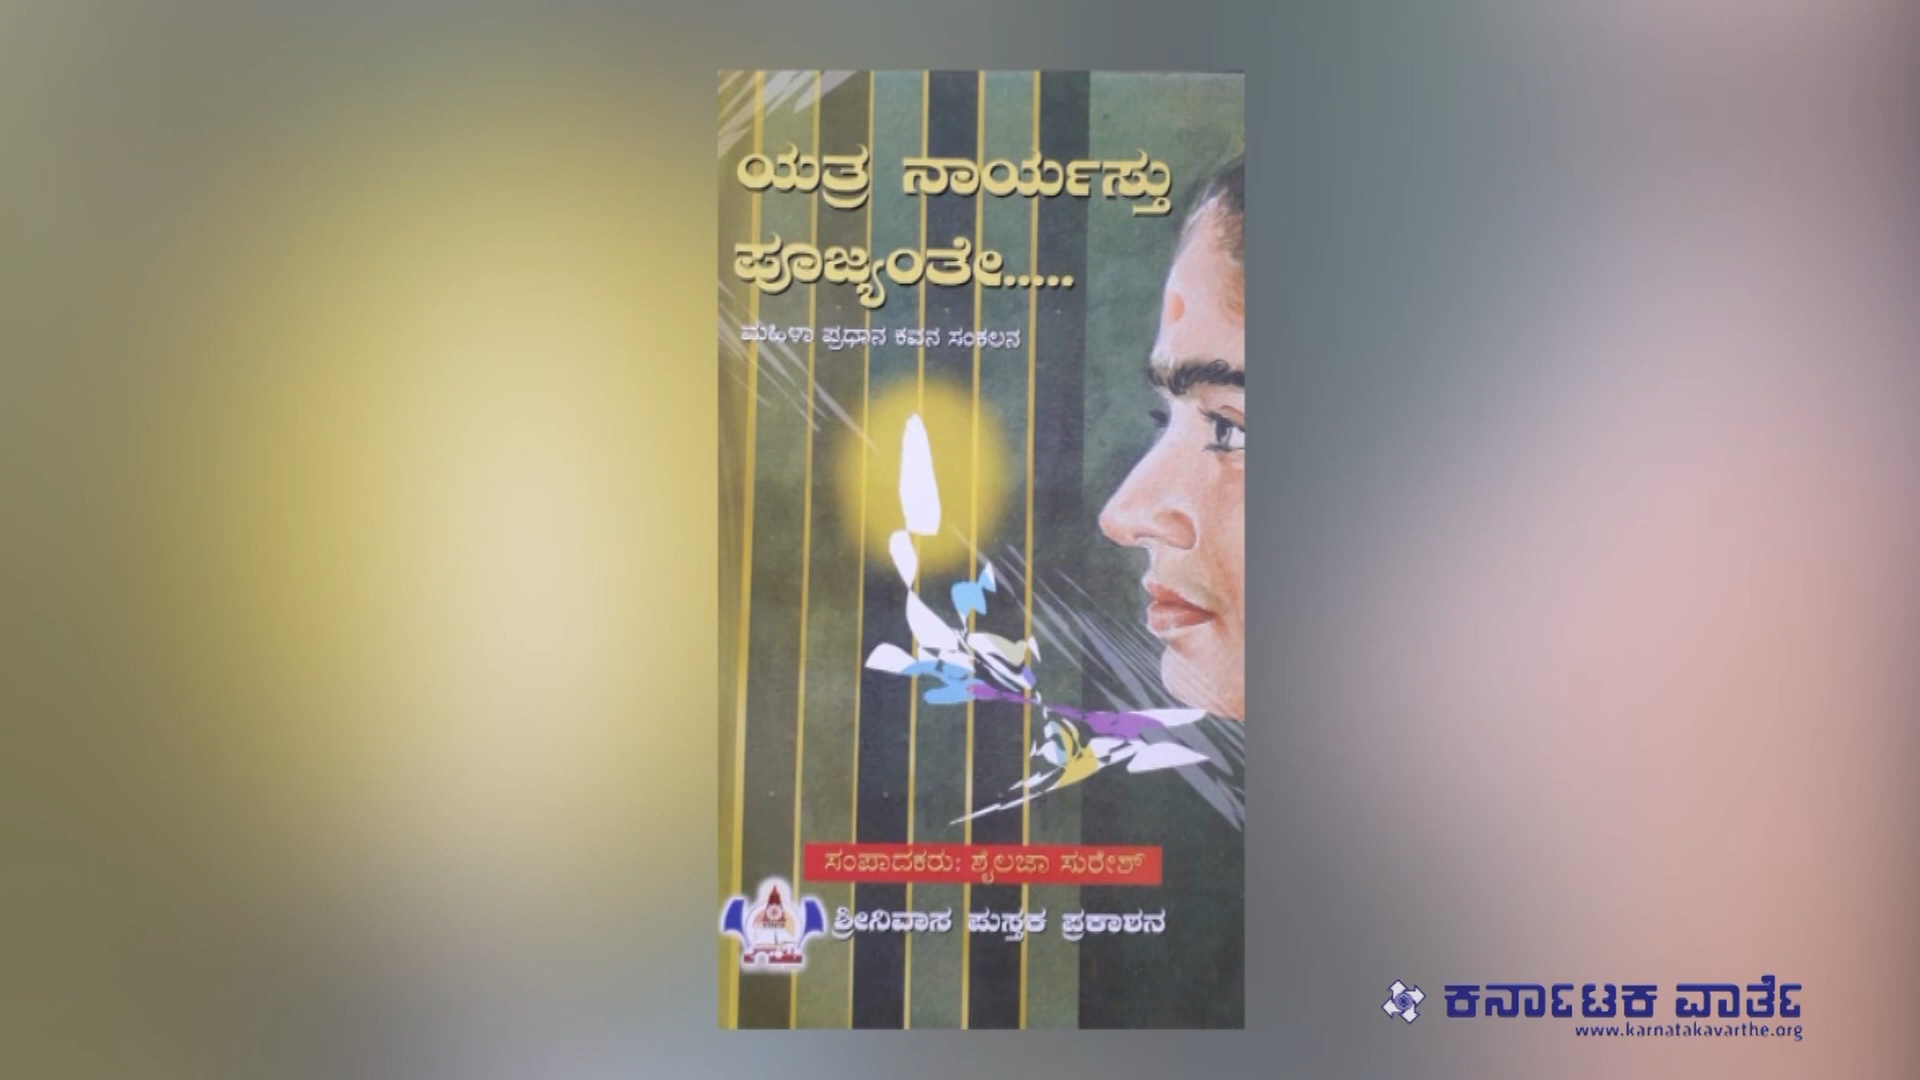 ಯತ್ರ ನಾರ್ಯಸ್ತು
ಪೂಜ್ಯಂತೇ.....
ಮಹಿಳಾ ಪ್ರಧಾನ ಕವನ ಸಂಕಲನ
ಸಂಪಾದಕರು: ಶೈಲಜಾ ಸುರೇಶ್
ಶ್ರೀನಿವಾಸ ಪುಸ್ತಕ ಪ್ರಕಾಶನ
ಕರ್ನಾಟಕ ವಾರ್ತೆ
www.karnatakavarthe.org